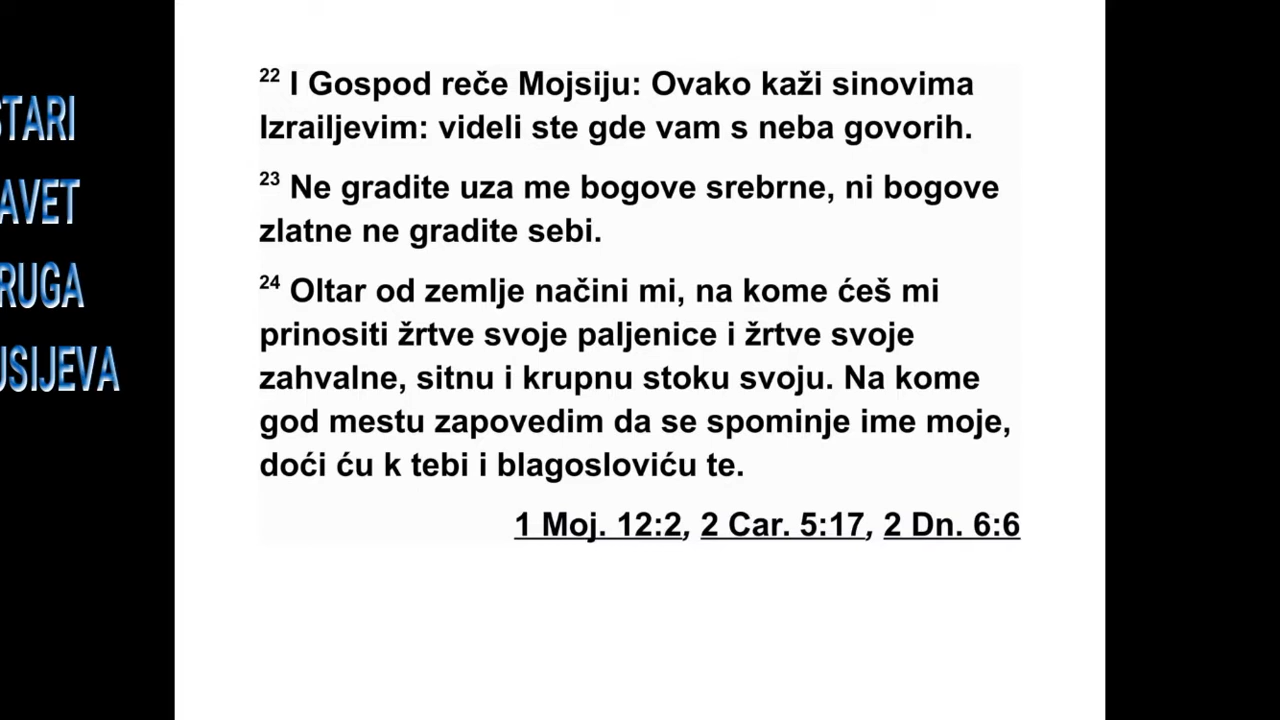 STARI
ZAVET
DRUGA
MUSIJEVA
22 I Gospod reče Mojsiju: Ovako kaži sinovima
Izrailjevim: videli ste gde vam s neba govorih.
23 Ne gradite uza me bogove srebrne, ni bogove
zlatne ne gradite sebi.
24 Oltar od zemlje načini mi, na kome ćeš mi
prinositi žrtve svoje paljenice i žrtve svoje
zahvalne, sitnu i krupnu stoku svoju. Na kome
god mestu zapovedim da se spominje ime moje,
doći ću k tebi i blagosloviću te.
1 Moj. 12:2, 2 Car. 5:17, 2 Dn. 6:6